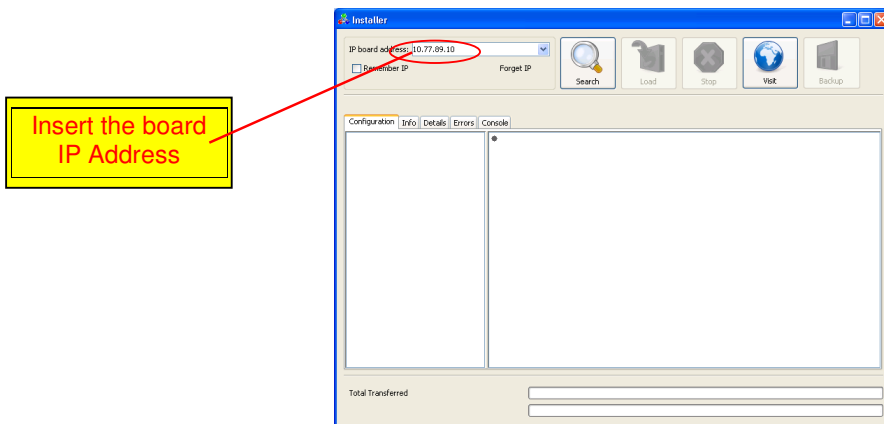 Installer
IP board address: 10.77.89.10
Remember IP
Forget IP
Search
Load
Stop
Visit
Backup
Insert the board
IP Address
Configuration Info Details Errors Console
Total Transferred